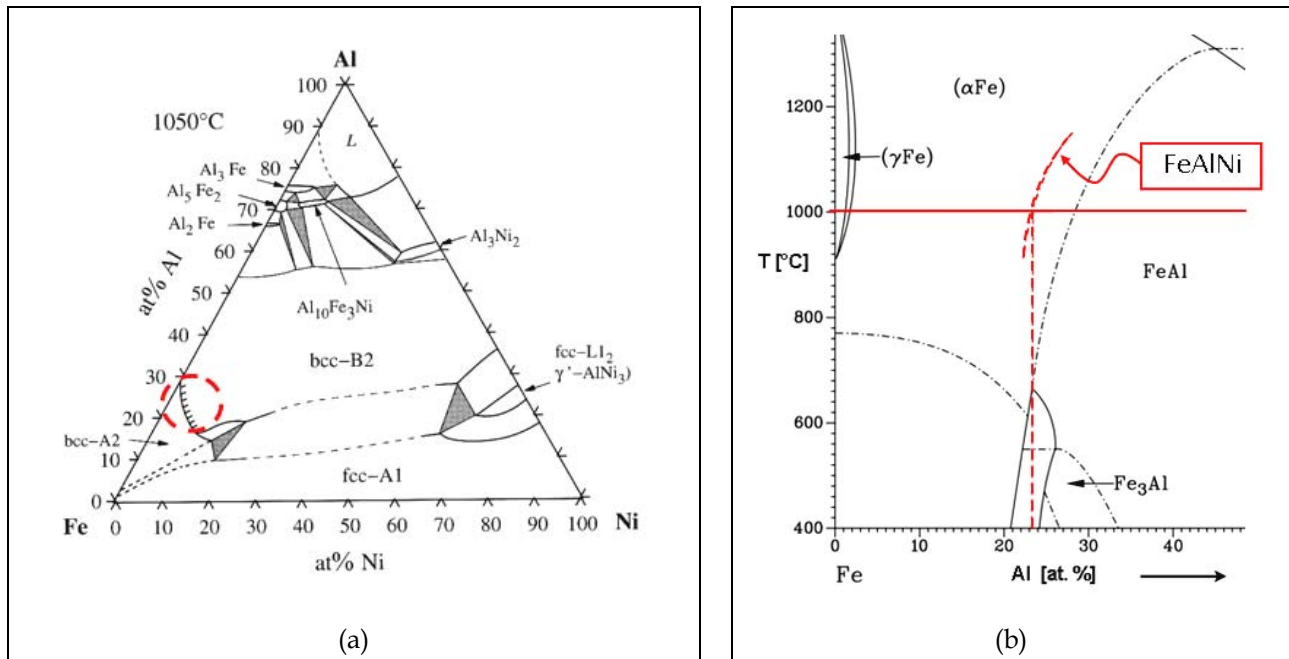 Al
100
1050°C
90
L
Al₃ Fe
80
Al₅ Fe₂
70
Al₂ Fe
60
Al₃Ni₂
at% Al
50
Al₁₀Fe₃Ni
40
bcc-B2
fcc-L1₂
γ'-AlNi₃)
30
20
bcc-A2
10
fcc-A1
0
Fe
0 10 20 30 40 50 60 70 80 90 100
Ni
at% Ni
(a)
1200
(αFe)
(γFe)
FeAlNi
1000
T [°C]
FeAl
800
600
Fe₃Al
400
0 10 20 30 40
Fe
Al [at. %]
(b)